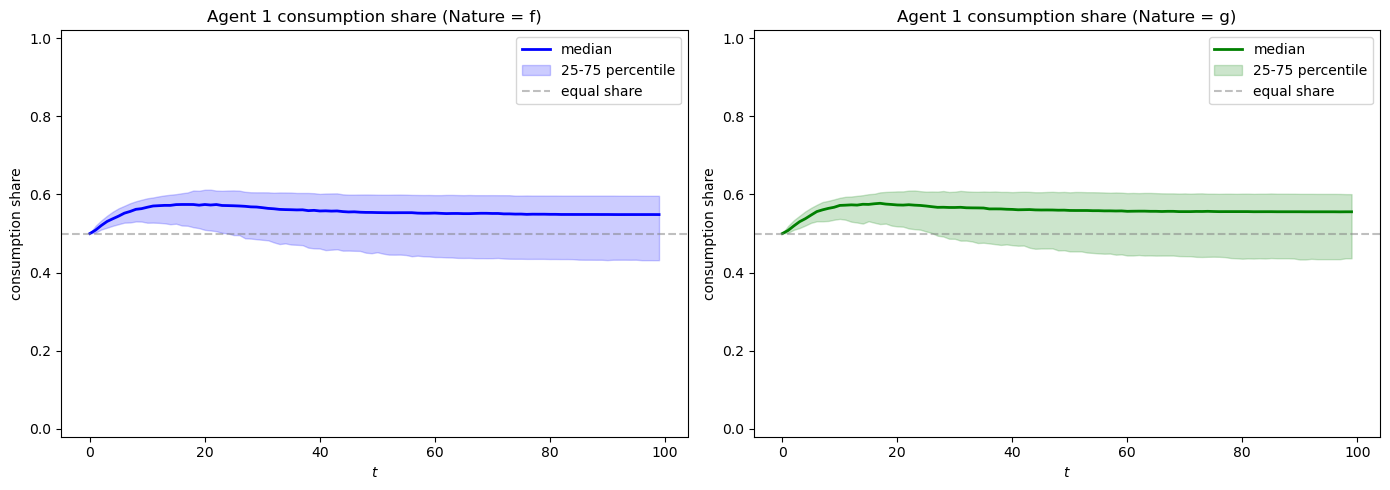 Agent 1 consumption share (Nature = f)
1.0
0.8
0.6
0.4
0.2
0.0
consumption share
median
25-75 percentile
equal share
0 20 40 60 80 100
t
Agent 1 consumption share (Nature = g)
1.0
0.8
0.6
0.4
0.2
0.0
consumption share
median
25-75 percentile
equal share
0 20 40 60 80 100
t